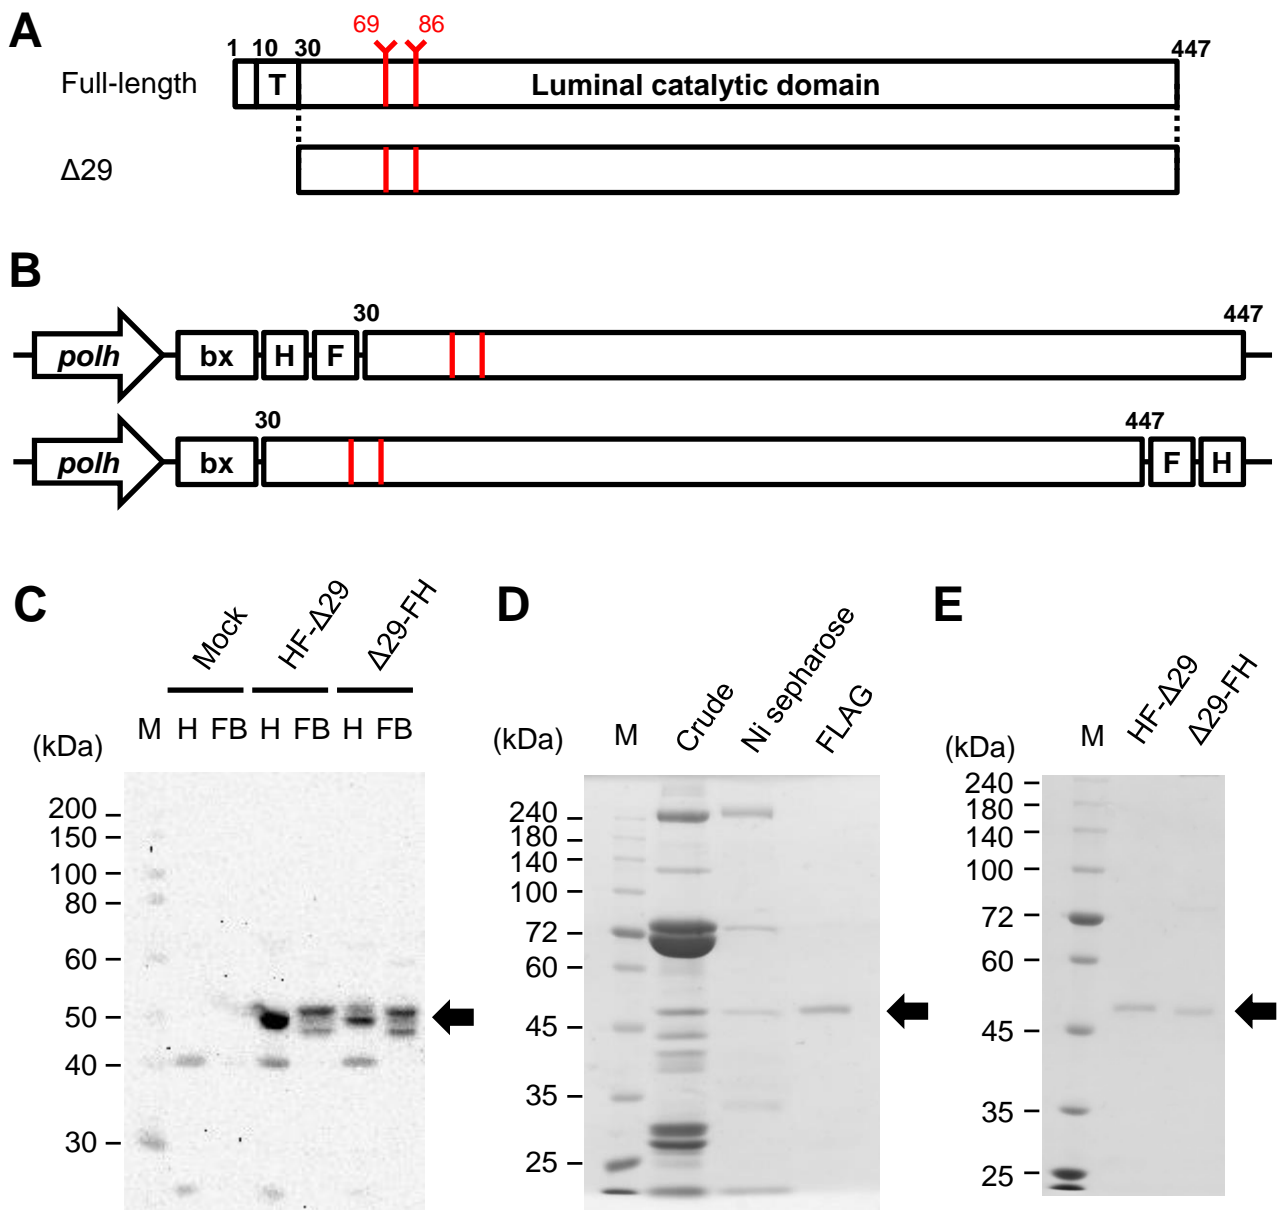 A
69 86
1 10 30 447
Full-length T Luminal catalytic domain
Δ29
B
30 447
polh bx H F
30 447
polh bx F H
C
Mock HF-Δ29 Δ29-FH
(kDa) M H FB H FB H FB
200
150
100
80
60
50
40
30
D
(kDa) M Crude Ni sepharose FLAG
240
180
140
100
72
60
45
35
25
E
(kDa) M HF-Δ29 Δ29-FH
240
180
140
100
72
60
45
35
25